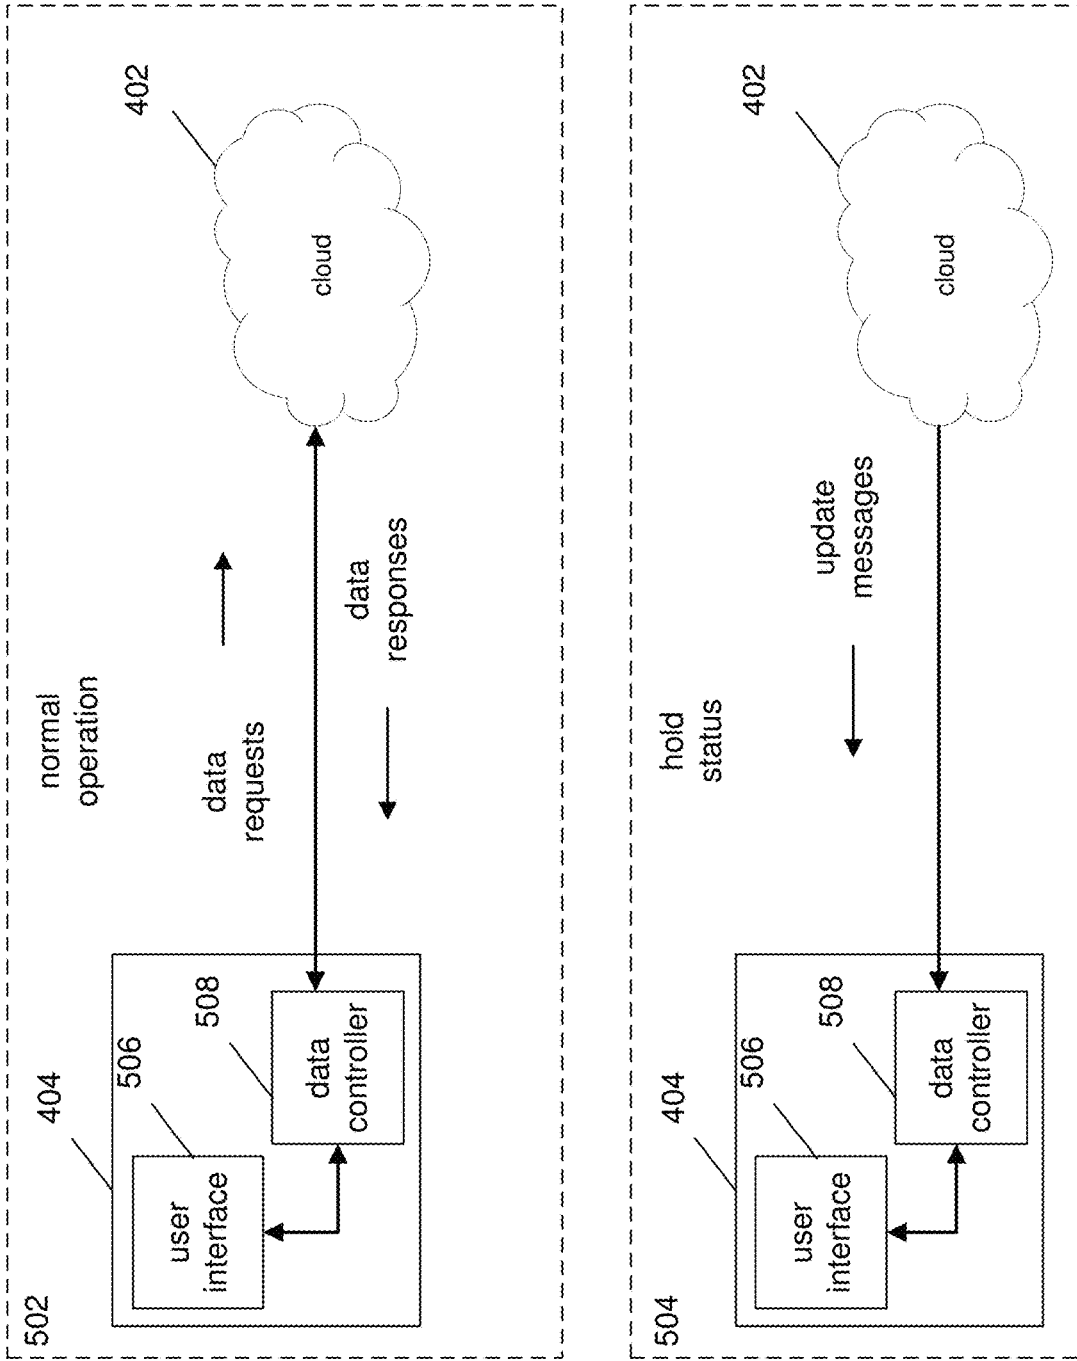 502
normal
operation
404
506
508
user
interface
data
controller
data
requests
data
responses
402
cloud
504
hold
status
404
506
508
user
interface
data
controller
update
messages
402
cloud